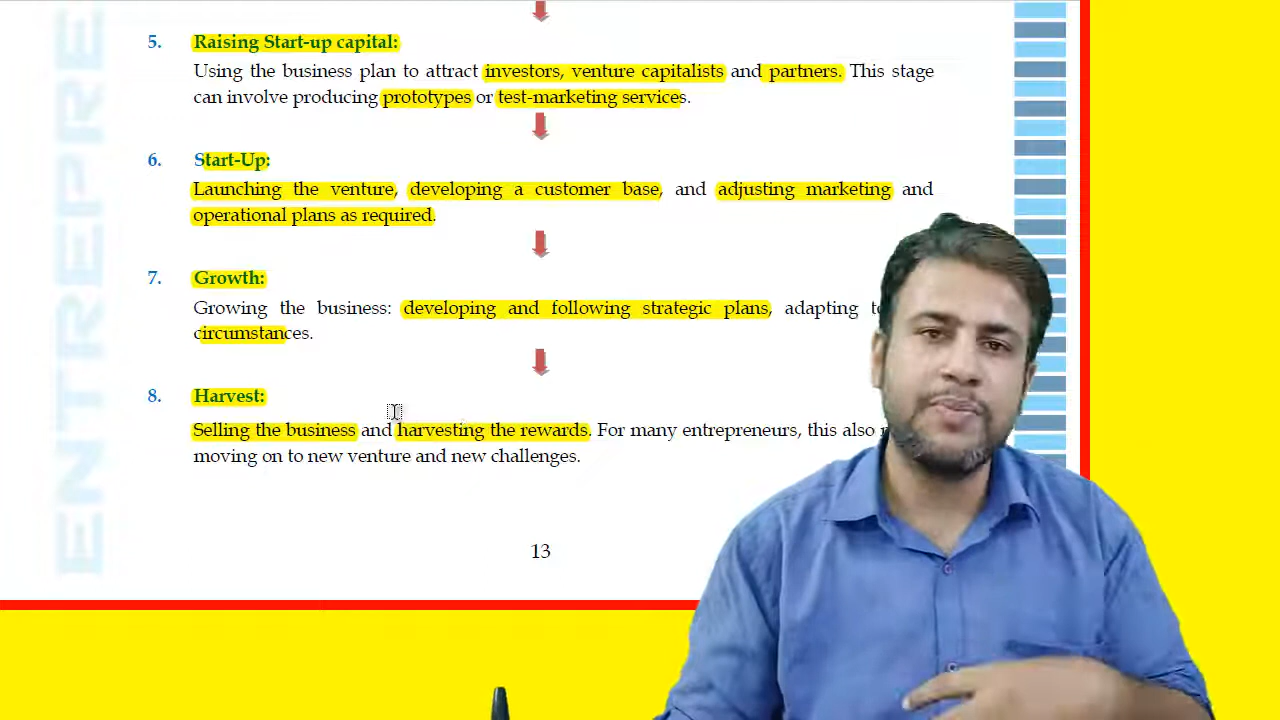 5. Raising Start-up capital:
Using the business plan to attract investors, venture capitalists and partners. This stage
can involve producing prototypes or test-marketing services.
6. Start-Up:
Launching the venture, developing a customer base, and adjusting marketing and
operational plans as required.
7. Growth:
Growing the business: developing and following strategic plans, adapting
circumstances.
8. Harvest:
Selling the business and harvesting the rewards. For many entrepreneurs, this also
moving on to new venture and new challenges.
13
ENTREPRE